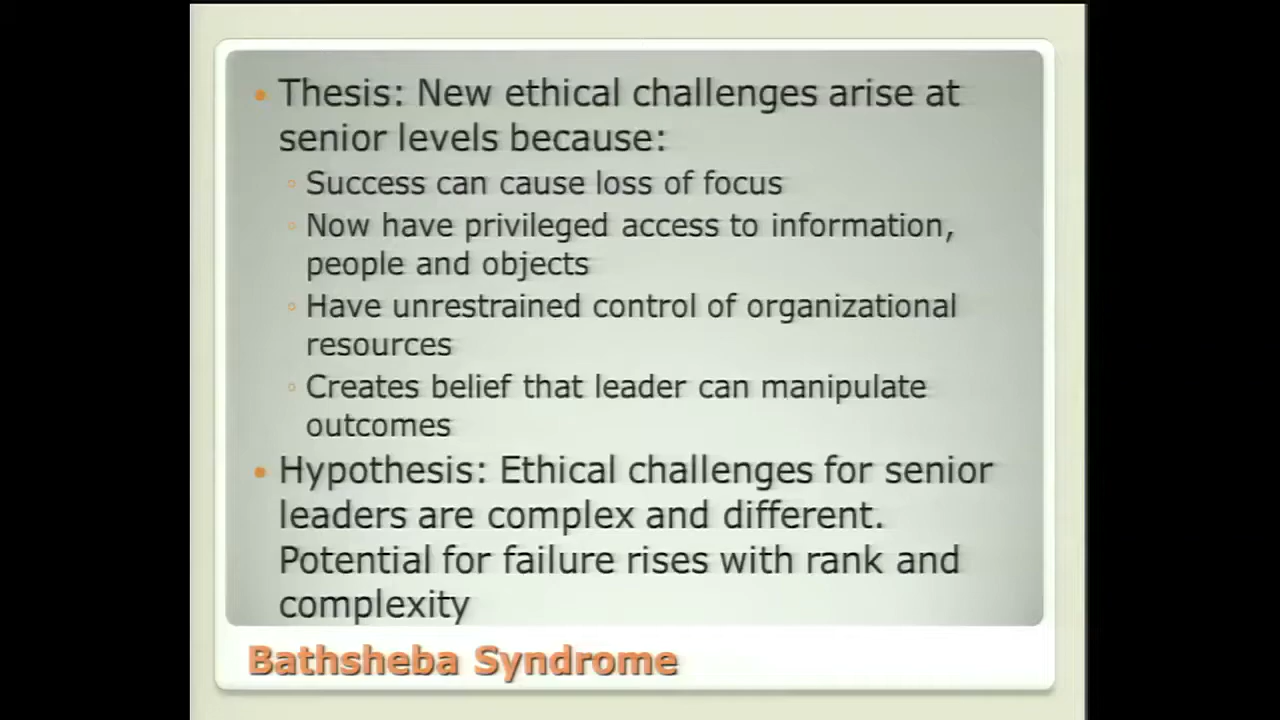 Thesis: New ethical challenges arise at
senior levels because:
Success can cause loss of focus
Now have privileged access to information,
people and objects
Have unrestrained control of organizational
resources
Creates belief that leader can manipulate
outcomes
Hypothesis: Ethical challenges for senior
leaders are complex and different.
Potential for failure rises with rank and
complexity
Bathsheba Syndrome